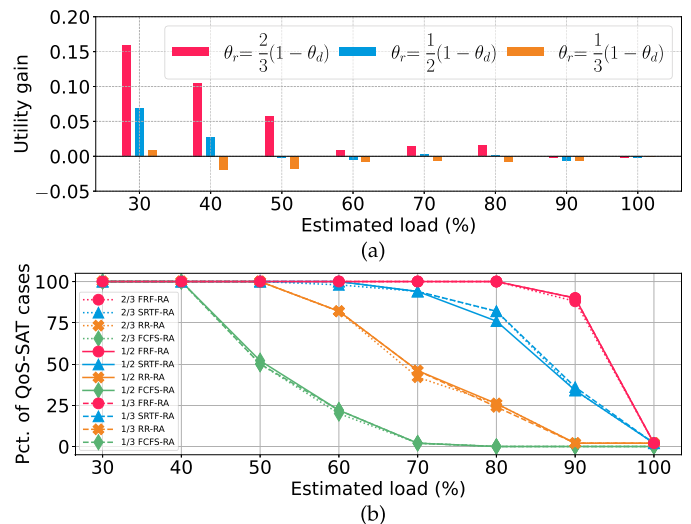 0.20
0.15
0.10
0.05
0.00
−0.05
Utility gain
θr= 2/3(1 − θd)
θr= 1/2(1 − θd)
θr= 1/3(1 − θd)
30 40 50 60 70 80 90 100
Estimated load (%)
(a)
100
75
50
25
0
Pct. of QoS-SAT cases
2/3 FRF-RA
2/3 SRTF-RA
2/3 RR-RA
2/3 FCFS-RA
1/2 FRF-RA
1/2 SRTF-RA
1/2 RR-RA
1/2 FCFS-RA
1/3 FRF-RA
1/3 SRTF-RA
1/3 RR-RA
1/3 FCFS-RA
30 40 50 60 70 80 90 100
Estimated load (%)
(b)